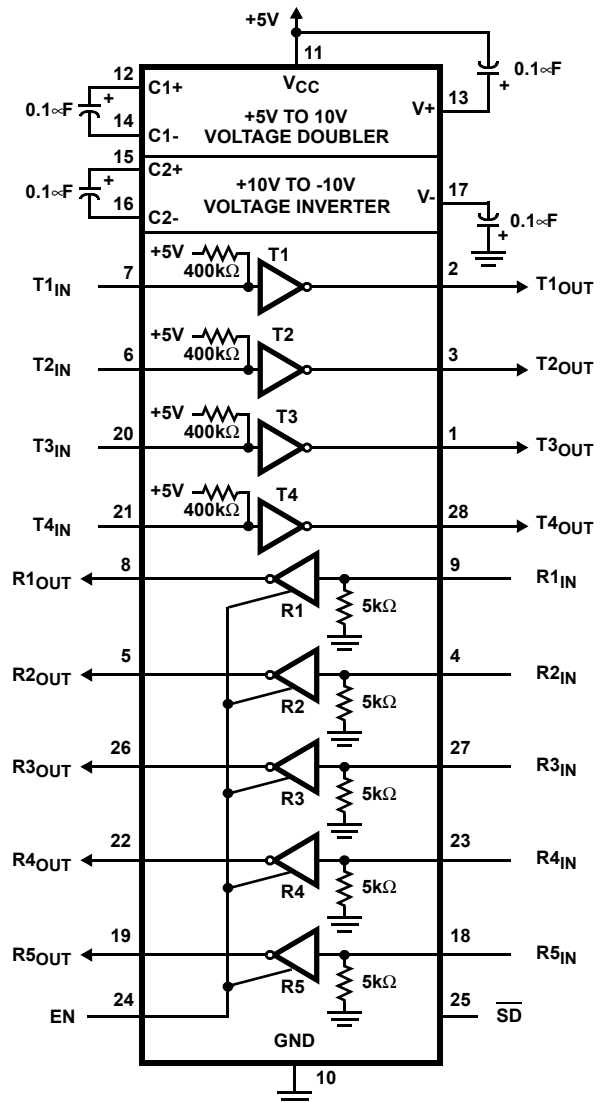 +5V
11
12
0.1∝F
+
14
C1+
C1-
VCC
+5V TO 10V
VOLTAGE DOUBLER
V+
13
0.1∝F
+
15
0.1∝F
+
16
C2+
C2-
+10V TO -10V
VOLTAGE INVERTER
V-
17
0.1∝F
+
T1IN
7
+5V
400kΩ
T1
2
T1OUT
T2IN
6
+5V
400kΩ
T2
3
T2OUT
T3IN
20
+5V
400kΩ
T3
1
T3OUT
T4IN
21
+5V
400kΩ
T4
28
T4OUT
R1OUT
8
R1
5kΩ
9
R1IN
R2OUT
5
R2
5kΩ
4
R2IN
R3OUT
26
R3
5kΩ
27
R3IN
R4OUT
22
R4
5kΩ
23
R4IN
R5OUT
19
R5
5kΩ
18
R5IN
EN
24
25
SD
GND
10